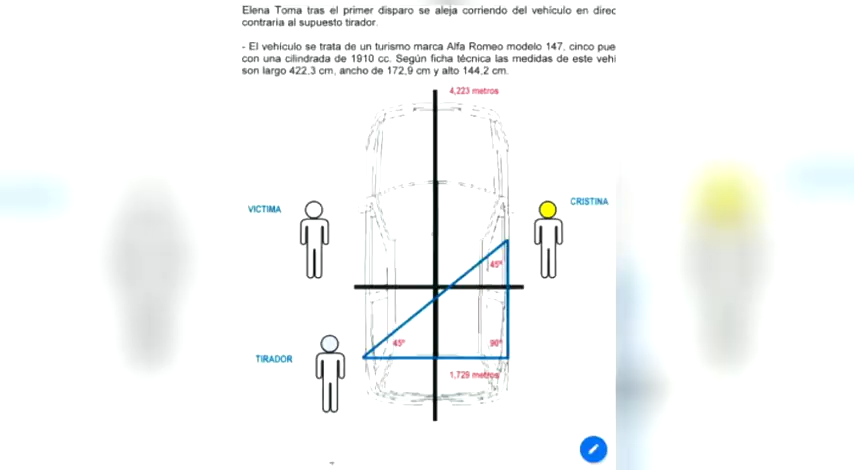 Elena Toma tras el primer disparo se aleja corriendo del vehículo en direc
contraria al supuesto tirador.
- El vehículo se trata de un turismo marca Alfa Romeo modelo 147, cinco pue
con una cilindrada de 1910 cc. Según ficha técnica las medidas de este vehi
son largo 422,3 cm, ancho de 172,9 cm y alto 144,2 cm.
4,223 metros
VICTIMA
CRISTINA
45º
45º
90º
TIRADOR
1,729 metros